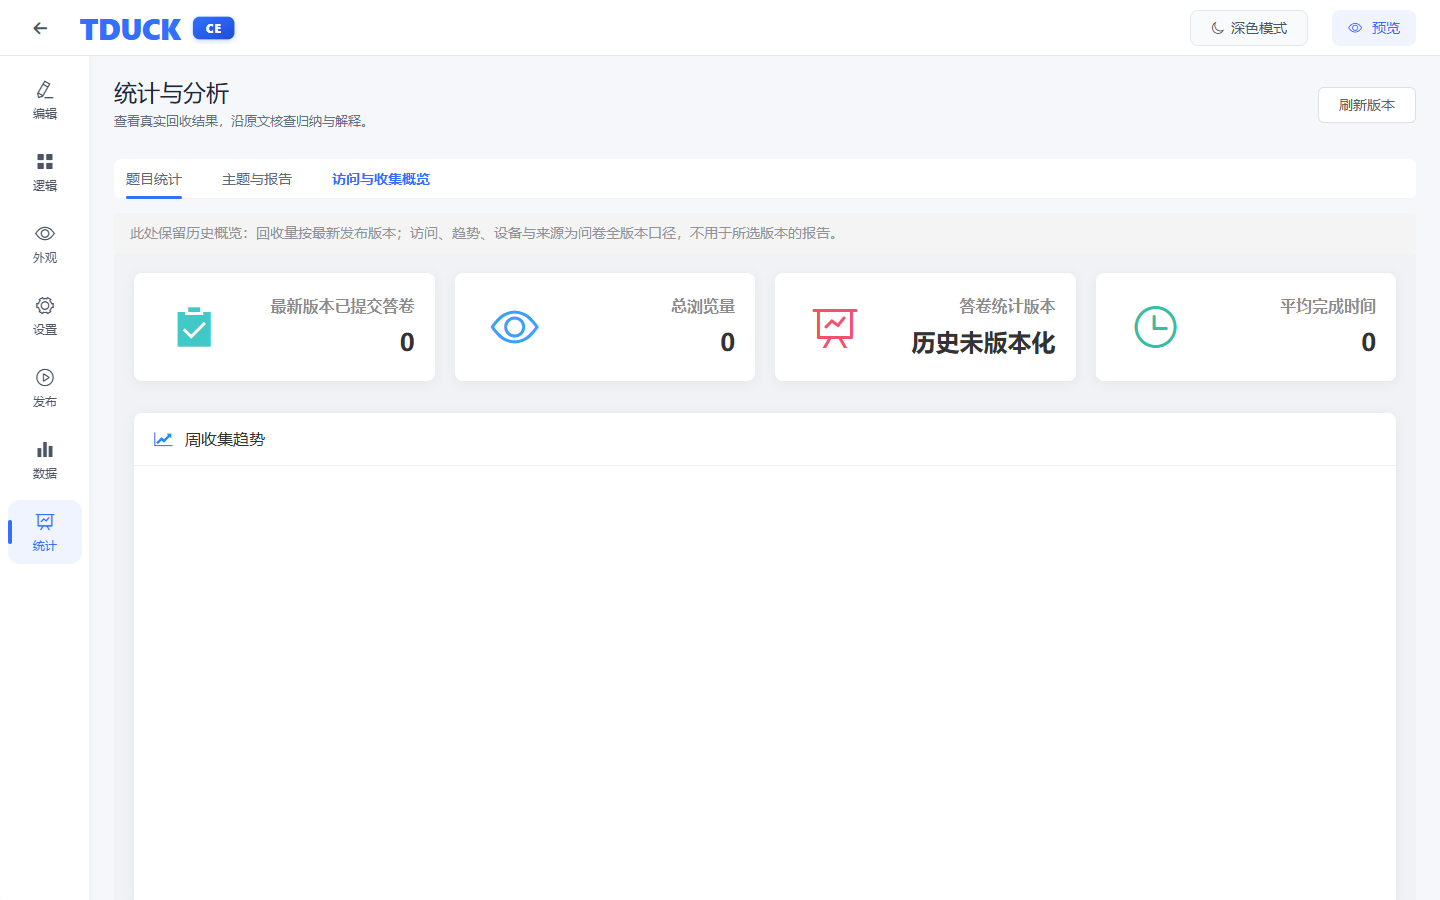 TDUCK CE
深色模式
预览
编辑
逻辑
外观
设置
发布
数据
统计
统计与分析
查看真实回收结果，沿原文核查归纳与解释。
刷新版本
题目统计
主题与报告
访问与收集概览
此处保留历史概览：回收量按最新发布版本；访问、趋势、设备与来源为问卷全版本口径，不用于所选版本的报告。
最新版本已提交答卷
0
总浏览量
0
答卷统计版本
历史未版本化
平均完成时间
0
周收集趋势